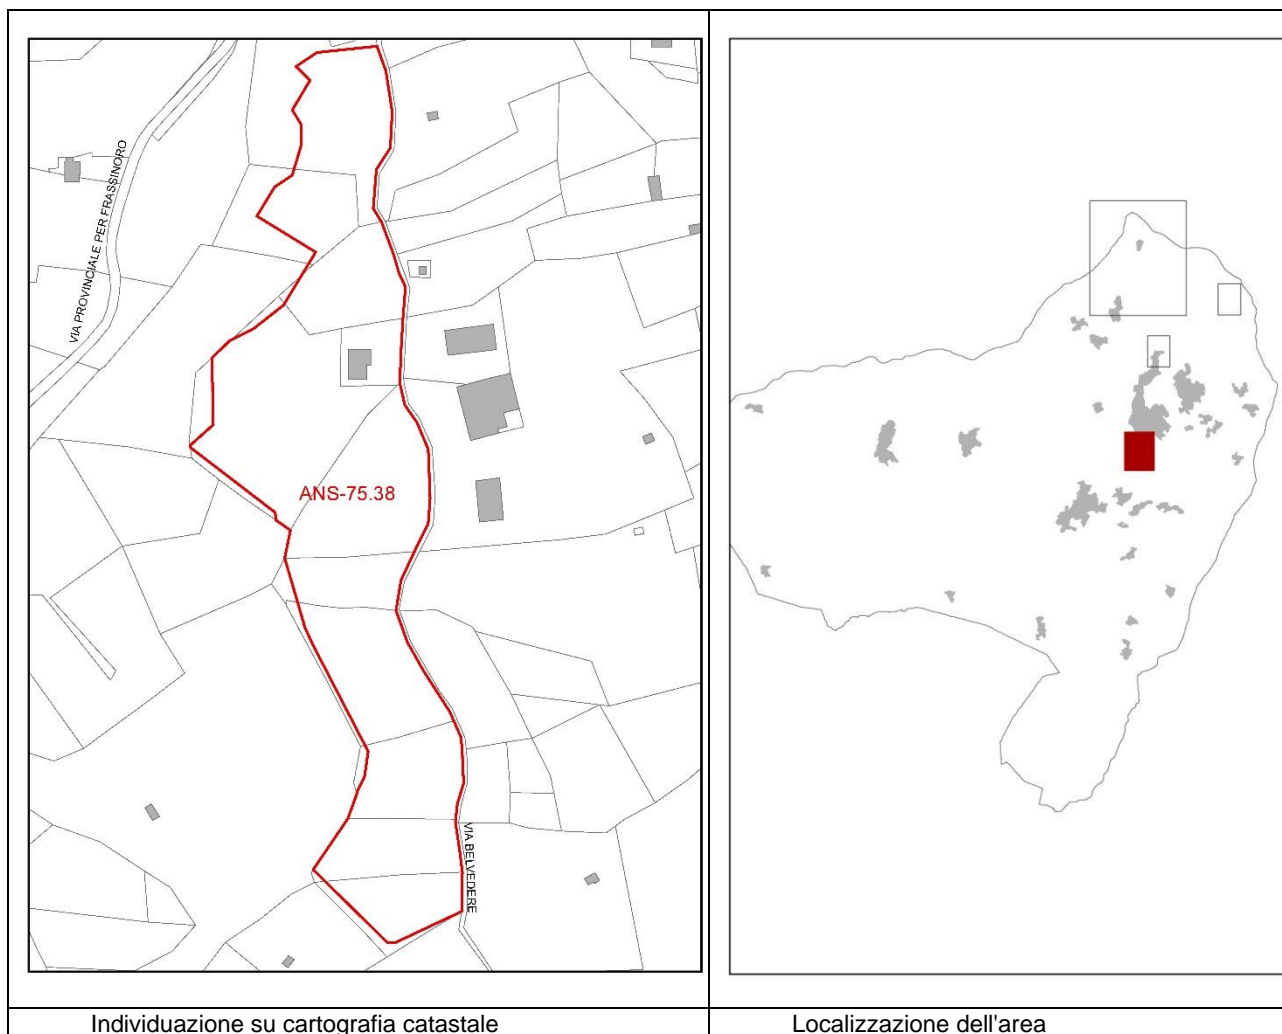 VIA PROVINCIALE PER FRASSINORO
ANS-75.38
VIA BELVEDERE
Individuazione su cartografia catastale
Localizzazione dell'area